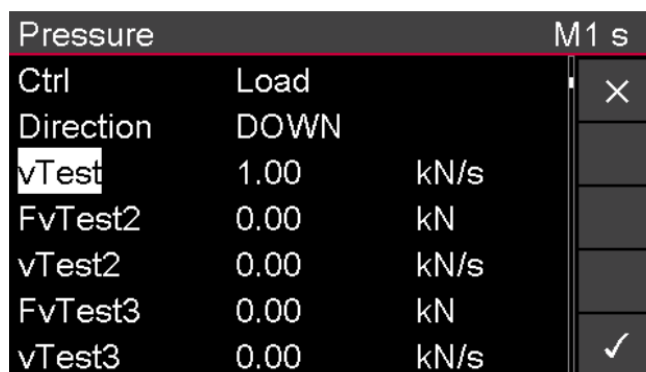 Pressure M1 s
Ctrl Load
Direction DOWN
vTest 1.00 kN/s
FvTest2 0.00 kN
vTest2 0.00 kN/s
FvTest3 0.00 kN
vTest3 0.00 kN/s